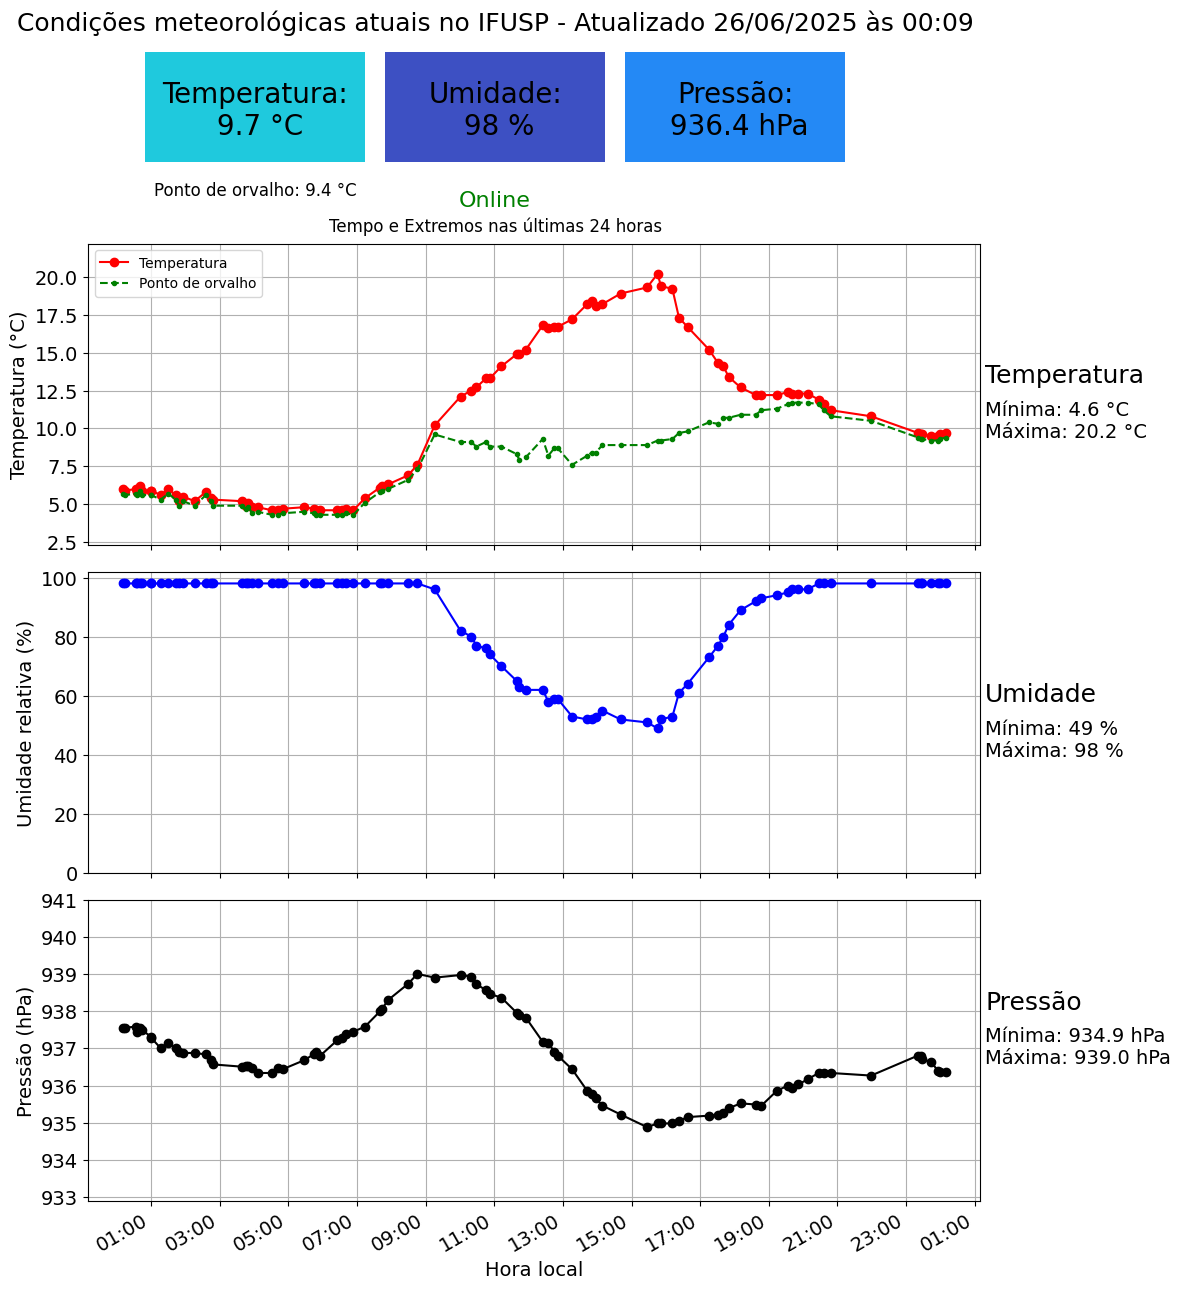 Condições meteorológicas atuais no IFUSP - Atualizado 26/06/2025 às 00:09
Temperatura:
9.7 °C
Umidade:
98 %
Pressão:
936.4 hPa
Ponto de orvalho: 9.4 °C
Online
Tempo e Extremos nas últimas 24 horas
Temperatura
Ponto de orvalho
Temperatura (°C)
20.0
17.5
15.0
12.5
10.0
7.5
5.0
2.5
Temperatura
Mínima: 4.6 °C
Máxima: 20.2 °C
Umidade relativa (%)
100
80
60
40
20
0
Umidade
Mínima: 49 %
Máxima: 98 %
Pressão (hPa)
941
940
939
938
937
936
935
934
933
Pressão
Mínima: 934.9 hPa
Máxima: 939.0 hPa
01:00 03:00 05:00 07:00 09:00 11:00 13:00 15:00 17:00 19:00 21:00 23:00 01:00
Hora local